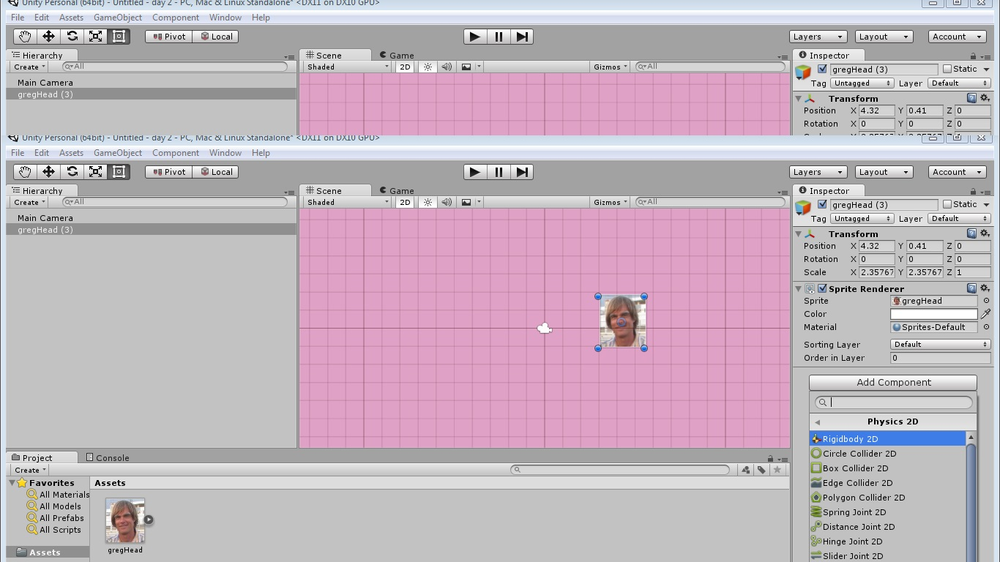 Unity Personal (64bit) - Untitled - day 2 - PC, Mac & Linux Standalone* <DX11 on DX10 GPU>
File Edit Assets GameObject Component Window Help
Pivot Local Layers Layout Account
Hierarchy Scene Game Inspector
Create All Shaded 2D Gizmos All gregHead (3) Static
Main Camera Tag Untagged Layer Default
gregHead (3) Transform
Position X 4.32 Y 0.41 Z 0
Rotation X 0 Y 0 Z 0
Unity Personal (64bit) - Untitled - day 2 - PC, Mac & Linux Standalone* <DX11 on DX10 GPU>
File Edit Assets GameObject Component Window Help
Pivot Local Layers Layout Account
Hierarchy Scene Game Inspector
Create All Shaded 2D Gizmos All gregHead (3) Static
Main Camera Tag Untagged Layer Default
gregHead (3) Transform
Position X 4.32 Y 0.41 Z 0
Rotation X 0 Y 0 Z 0
Scale X 2.35767 Y 2.35767 Z 1
Sprite Renderer
Sprite gregHead
Color
Material Sprites-Default
Sorting Layer Default
Order in Layer 0
Add Component
Physics 2D
Rigidbody 2D
Circle Collider 2D
Box Collider 2D
Edge Collider 2D
Polygon Collider 2D
Spring Joint 2D
Distance Joint 2D
Hinge Joint 2D
Slider Joint 2D
Project Console
Create
Favorites Assets
All Materials
All Models
All Prefabs
All Scripts
Assets gregHead